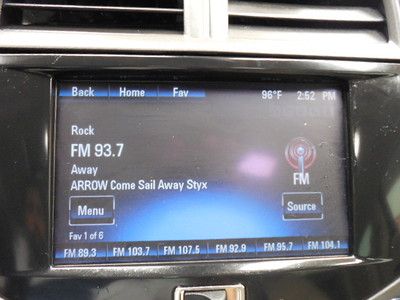 Back Home Fav 96°F 2:52 PM
Rock
FM 93.7
Away
ARROW Come Sail Away Styx
FM
Menu
Source
Fav 1 of 6
FM 89.3 FM 103.7 FM 107.5 FM 92.9 FM 95.7 FM 104.1